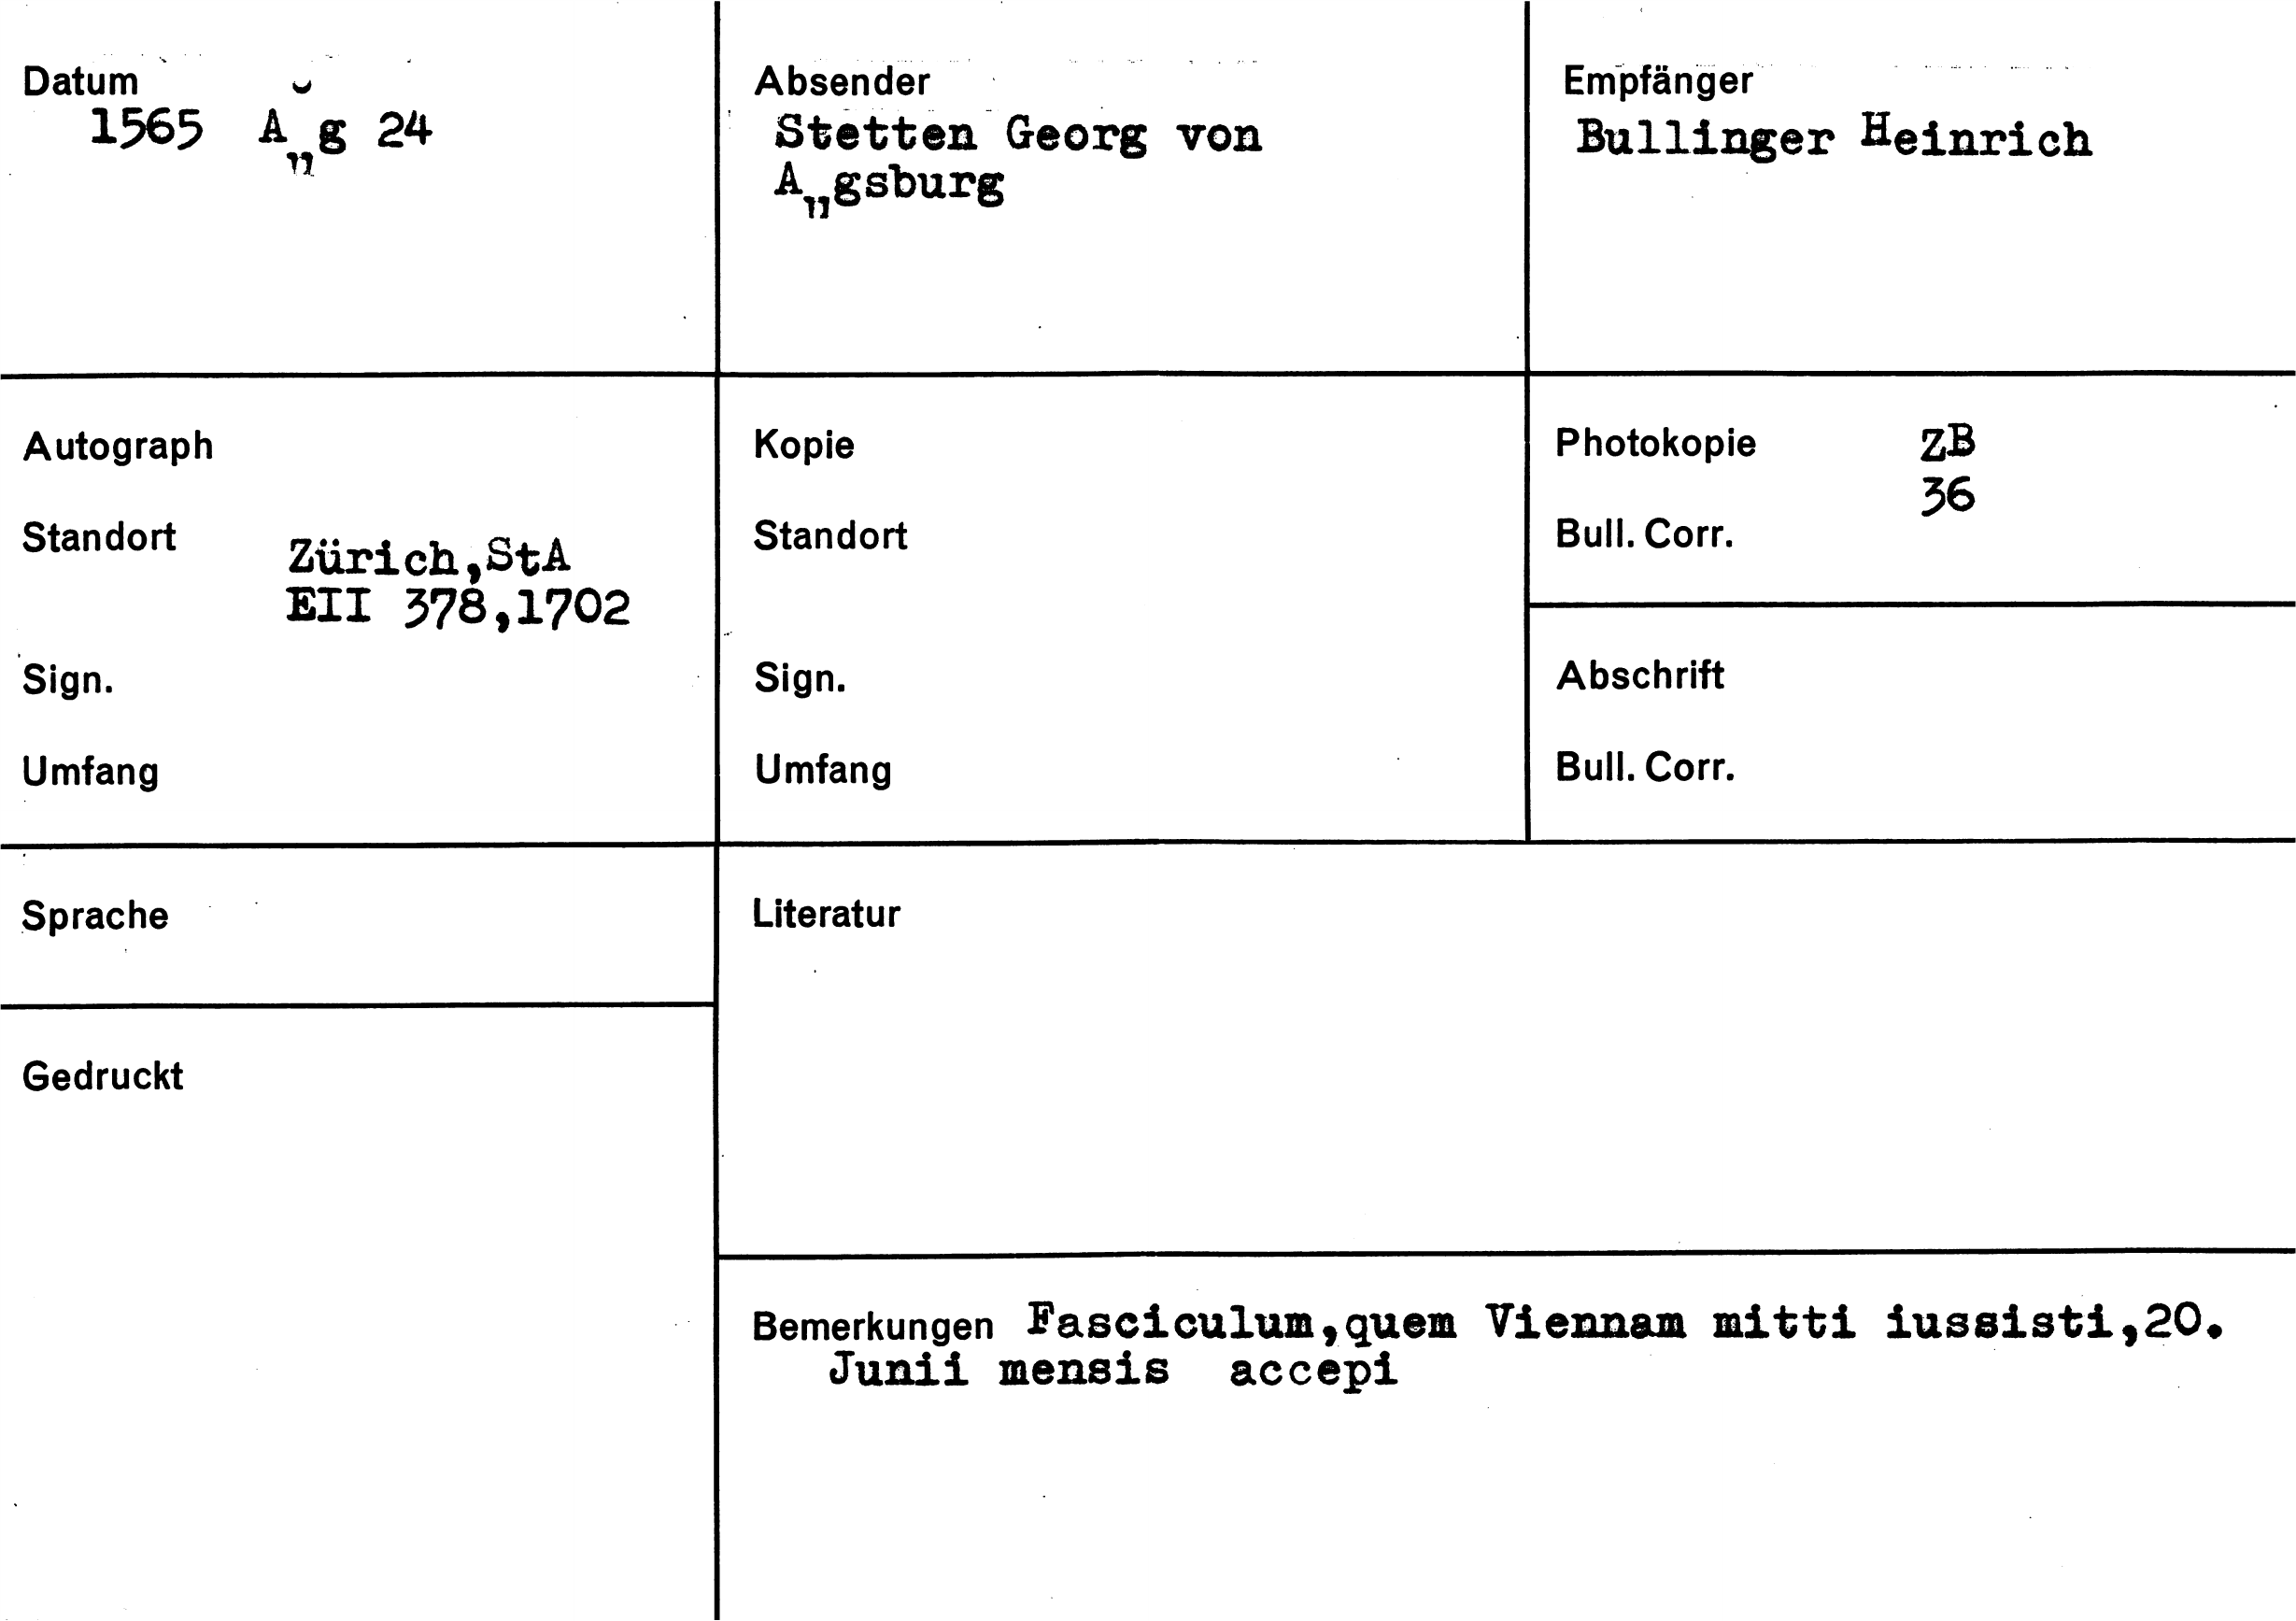 Datum
1565 Aug 24
Absender
Stetten Georg von
Augsburg
Empfänger
Bullinger Heinrich
Autograph
Standort
Zürich,StA
EII 378,1702
Sign.
Umfang
Kopie
Standort
Sign.
Umfang
Photokopie ZB
36
Bull. Corr.
Abschrift
Bull. Corr.
Sprache
Gedruckt
Literatur
Bemerkungen Fasciculum,quem Viennam mitti iussisti,20.
Junii mensis accepi